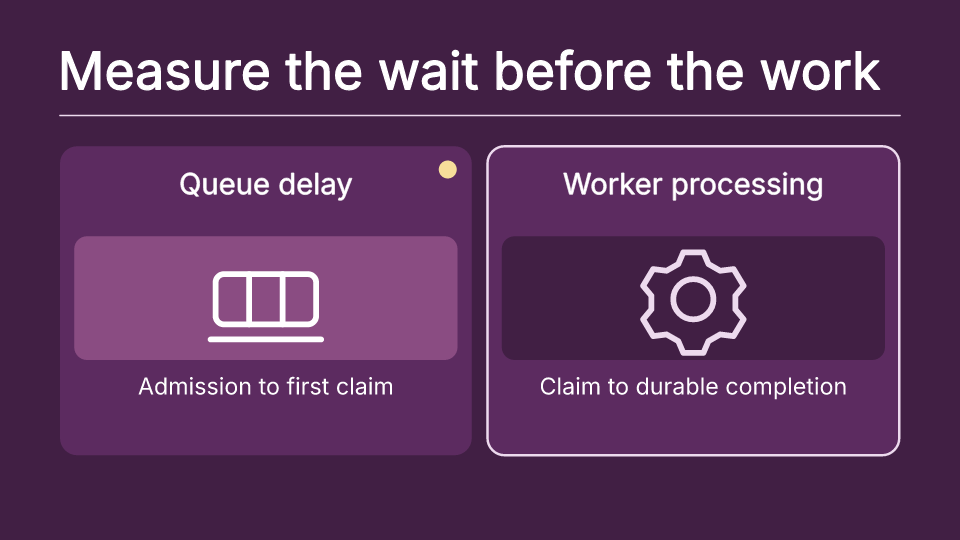 Measure the wait before the work
Queue delay
Admission to first claim
Worker processing
Claim to durable completion